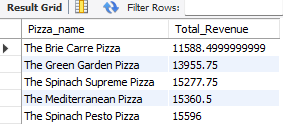 Result Grid Filter Rows:
Pizza_name Total_Revenue
The Brie Carre Pizza 11588.4999999999
The Green Garden Pizza 13955.75
The Spinach Supreme Pizza 15277.75
The Mediterranean Pizza 15360.5
The Spinach Pesto Pizza 15596